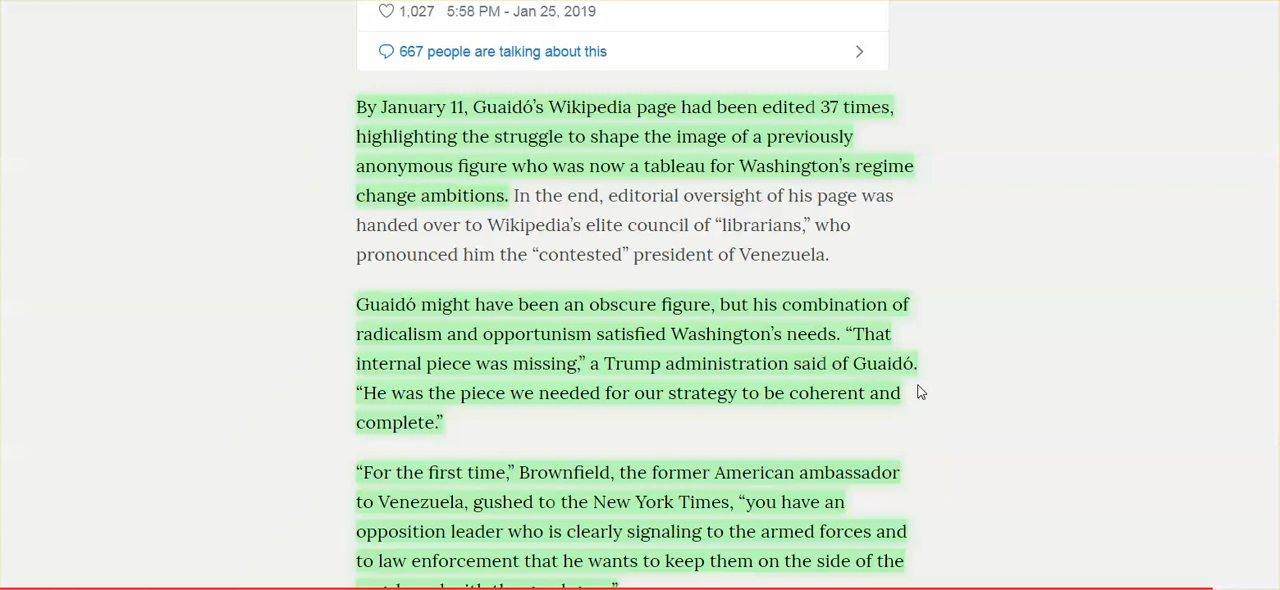 1,027 5:58 PM - Jan 25, 2019
667 people are talking about this
By January 11, Guaidó’s Wikipedia page had been edited 37 times,
highlighting the struggle to shape the image of a previously
anonymous figure who was now a tableau for Washington’s regime
change ambitions. In the end, editorial oversight of his page was
handed over to Wikipedia’s elite council of “librarians,” who
pronounced him the “contested” president of Venezuela.
Guaidó might have been an obscure figure, but his combination of
radicalism and opportunism satisfied Washington’s needs. “That
internal piece was missing,” a Trump administration said of Guaidó.
“He was the piece we needed for our strategy to be coherent and
complete.”
“For the first time,” Brownfield, the former American ambassador
to Venezuela, gushed to the New York Times, “you have an
opposition leader who is clearly signaling to the armed forces and
to law enforcement that he wants to keep them on the side of the